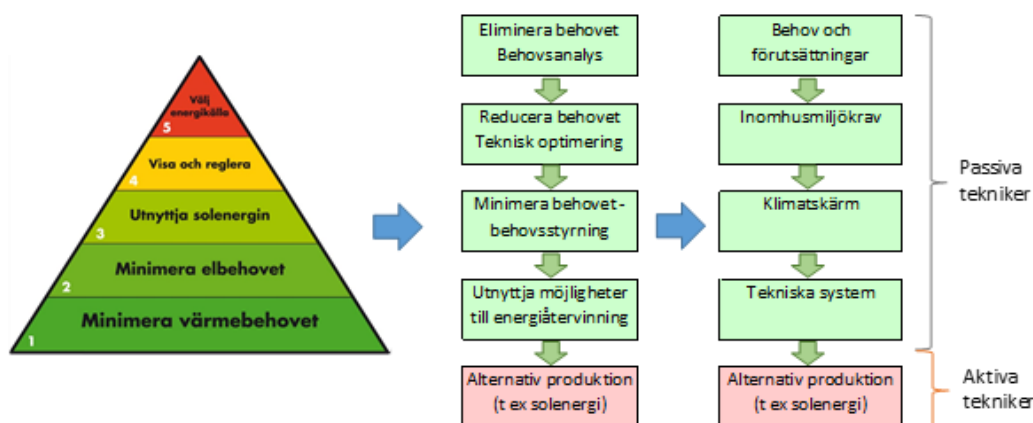 Välj
energikälla
5
Visa och reglera
4
Utnyttja solenergin
3
Minimera elbehovet
2
Minimera värmebehovet
1
Eliminera behovet
Behovsanalys
Reducera behovet
Teknisk optimering
Minimera behovet -
behovsstyrning
Utnyttja möjligheter
till energiåtervinning
Alternativ produktion
(t ex solenergi)
Behov och
förutsättningar
Inomhusmiljökrav
Klimatskärm
Tekniska system
Alternativ produktion
(t ex solenergi)
Passiva
tekniker
Aktiva
tekniker